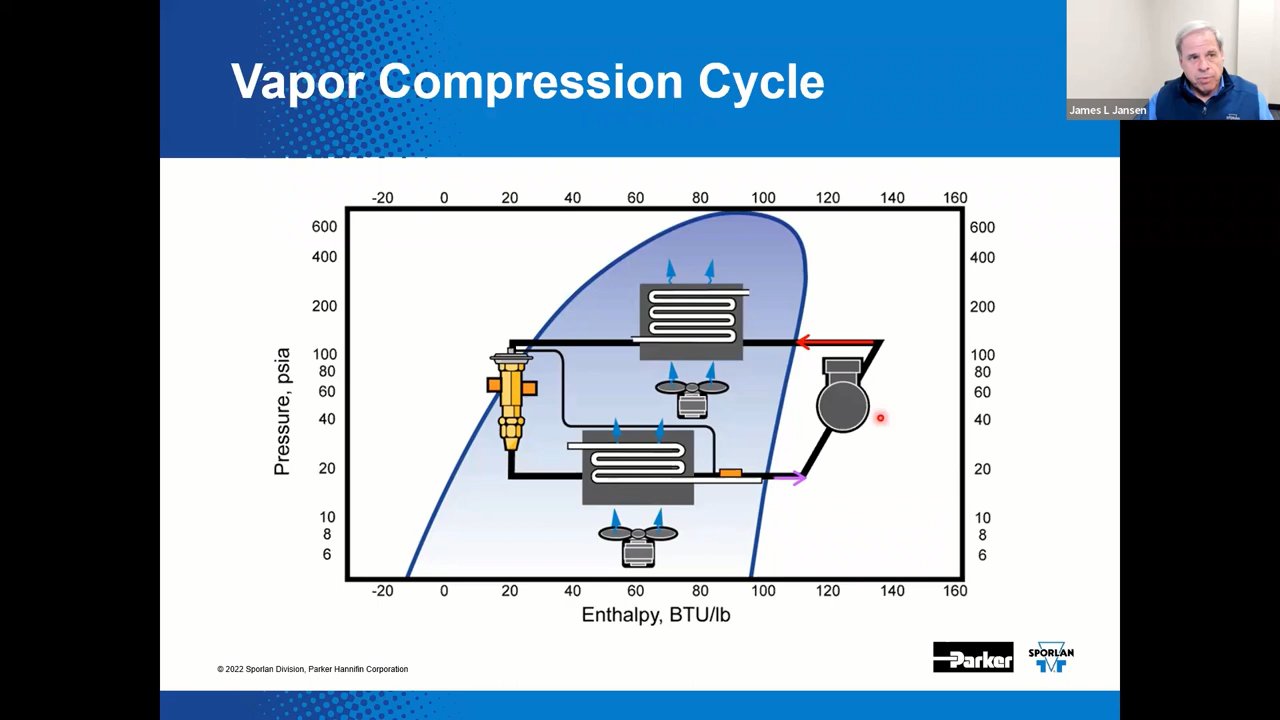 Vapor Compression Cycle
James L Jansen
-20 0 20 40 60 80 100 120 140 160
600
400
200
100
80
60
40
20
10
8
6
Pressure, psia
600
400
200
100
80
60
40
20
10
8
6
-20 0 20 40 60 80 100 120 140 160
Enthalpy, BTU/lb
© 2022 Sporlan Division, Parker Hannifin Corporation
Parker
SPORLAN
Parker